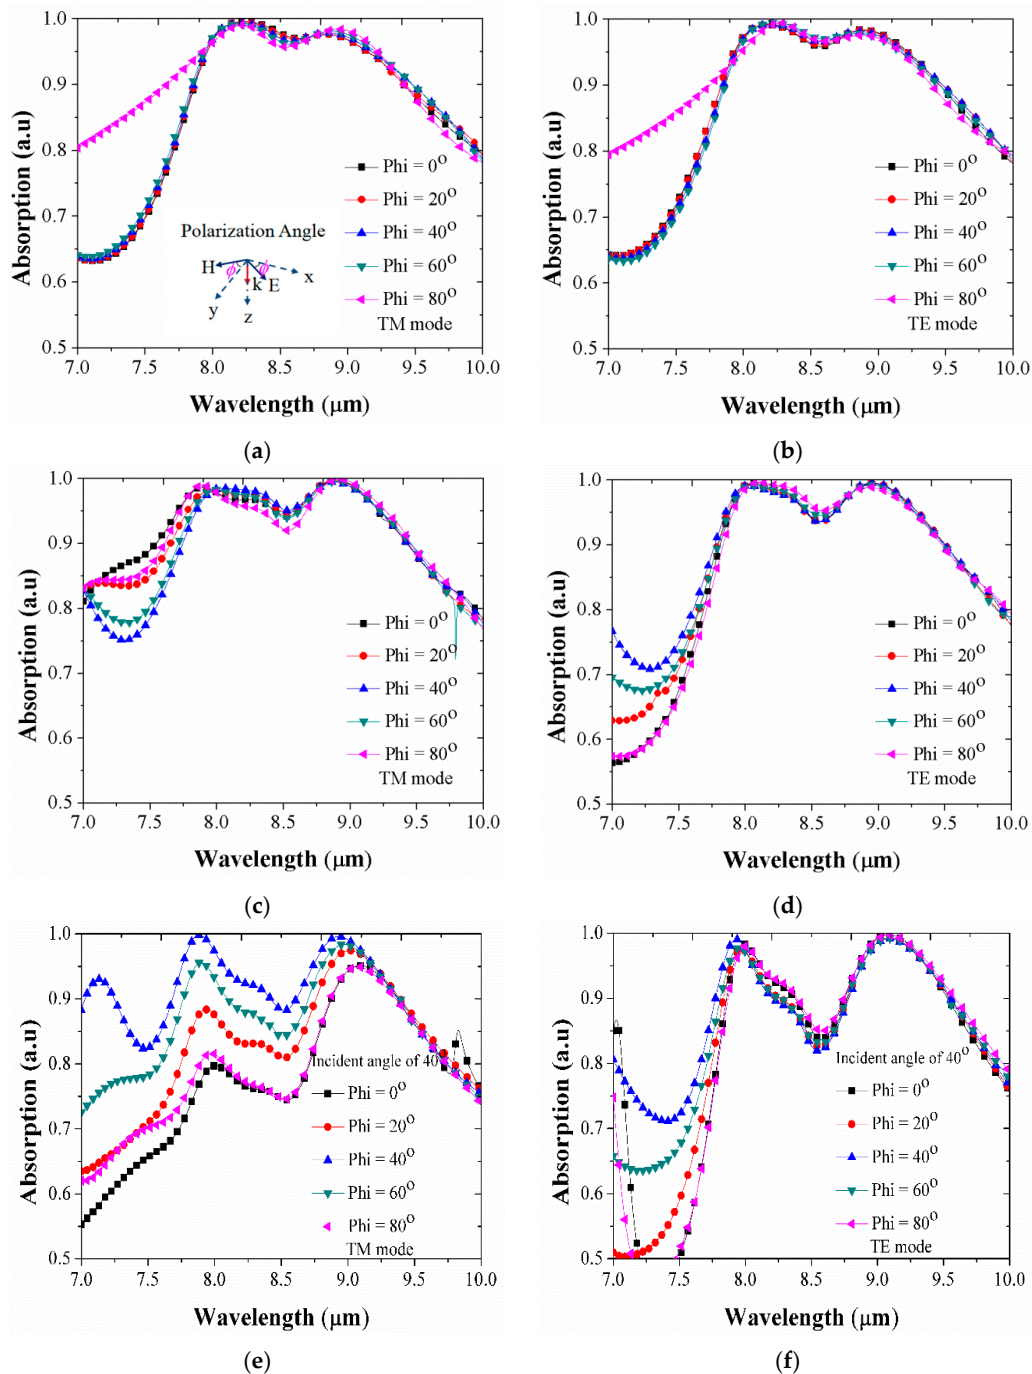 1.0
0.9
0.8
0.7
0.6
0.5
Absorption (a.u)
Phi = 0°
Phi = 20°
Phi = 40°
Phi = 60°
Phi = 80°
TM mode
Polarization Angle
H
ϕ
ϕ
x
k
E
y
z
7.0 7.5 8.0 8.5 9.0 9.5 10.0
Wavelength (μm)
(a)
1.0
0.9
0.8
0.7
0.6
0.5
Absorption (a.u)
Phi = 0°
Phi = 20°
Phi = 40°
Phi = 60°
Phi = 80°
TE mode
7.0 7.5 8.0 8.5 9.0 9.5 10.0
Wavelength (μm)
(b)
1.0
0.9
0.8
0.7
0.6
0.5
Absorption (a.u)
Phi = 0°
Phi = 20°
Phi = 40°
Phi = 60°
Phi = 80°
TM mode
7.0 7.5 8.0 8.5 9.0 9.5 10.0
Wavelength (μm)
(c)
1.0
0.9
0.8
0.7
0.6
0.5
Absorption (a.u)
Phi = 0°
Phi = 20°
Phi = 40°
Phi = 60°
Phi = 80°
TE mode
7.0 7.5 8.0 8.5 9.0 9.5 10.0
Wavelength (μm)
(d)
1.0
0.9
0.8
0.7
0.6
0.5
Absorption (a.u)
Incident angle of 40
Phi = 0°
Phi = 20°
Phi = 40°
Phi = 60°
Phi = 80°
TM mode
7.0 7.5 8.0 8.5 9.0 9.5 10.0
Wavelength (μm)
(e)
1.0
0.9
0.8
0.7
0.6
0.5
Absorption (a.u)
Incident angle of 40°
Phi = 0°
Phi = 20°
Phi = 40°
Phi = 60°
Phi = 80°
TE mode
7.0 7.5 8.0 8.5 9.0 9.5 10.0
Wavelength (μm)
(f)